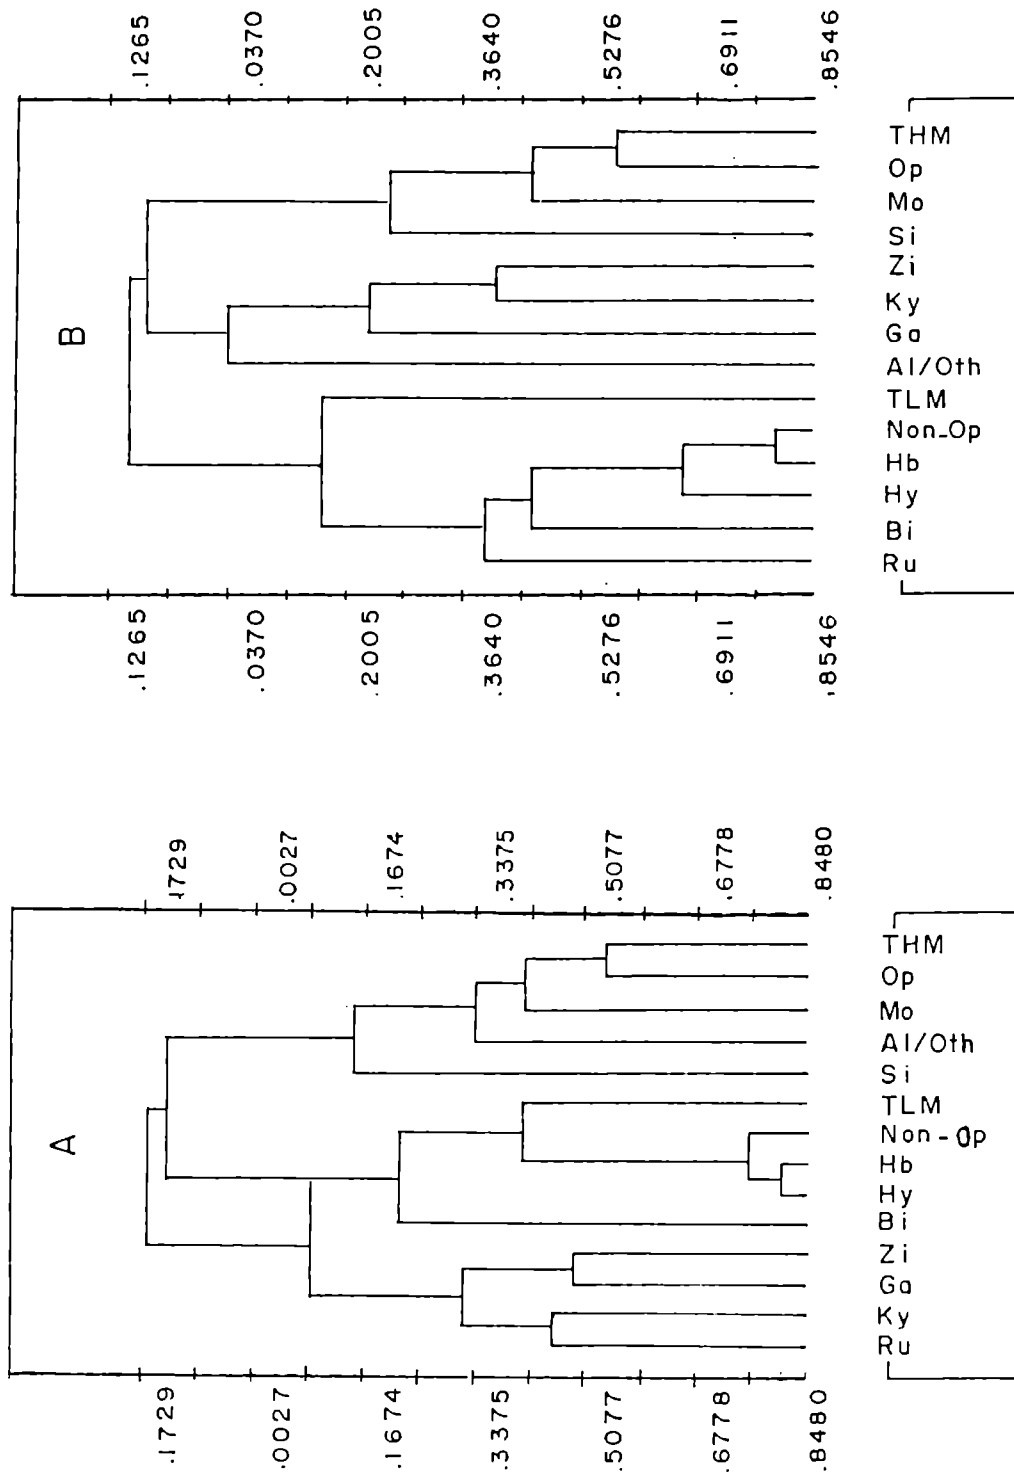 .1265
.0370
.2005
.3640
.5276
.6911
.8546
B
THM
Op
Mo
Si
Zi
Ky
Ga
Al/Oth
TLM
Non-Op
Hb
Hy
Bi
Ru
.1265
.0370
.2005
.3640
.5276
.6911
.8546
.1729
.0027
.1674
.3375
.5077
.6778
.8480
A
THM
Op
Mo
Al/Oth
Si
TLM
Non-Op
Hb
Hy
Bi
Zi
Ga
Ky
Ru
.1729
.0027
.1674
.3375
.5077
.6778
.8480